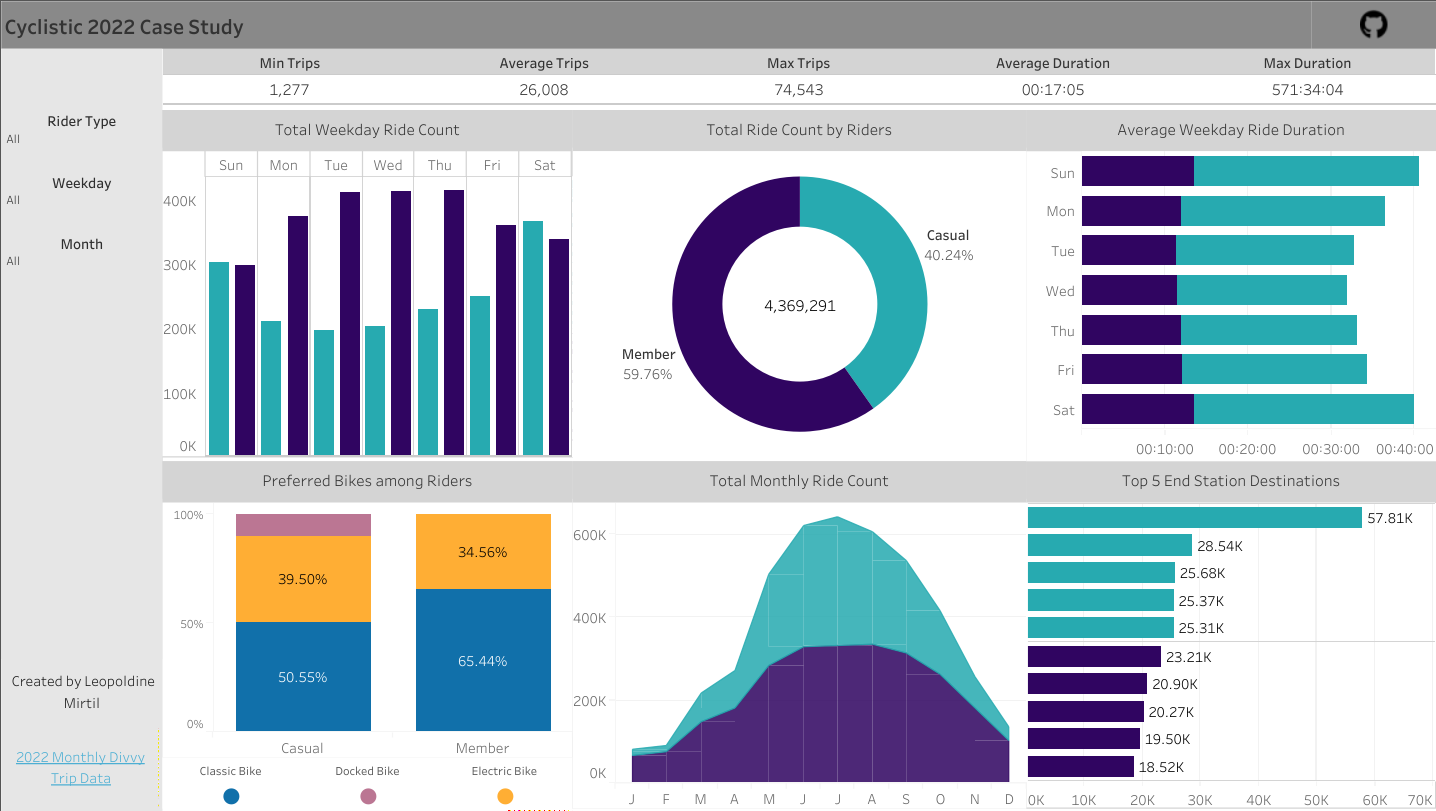 Cyclistic 2022 Case Study
Min Trips Average Trips Max Trips Average Duration Max Duration
1,277 26,008 74,543 00:17:05 571:34:04
Rider Type
All
Weekday
All
Month
All
Created by Leopoldine
Mirtil
2022 Monthly Divvy
Trip Data
Total Weekday Ride Count
Sun Mon Tue Wed Thu Fri Sat
400K
300K
200K
100K
0K
Total Ride Count by Riders
Casual
40.24%
4,369,291
Member
59.76%
Average Weekday Ride Duration
Sun
Mon
Tue
Wed
Thu
Fri
Sat
00:10:00 00:20:00 00:30:00 00:40:00
Preferred Bikes among Riders
100%
50%
0%
39.50%
50.55%
34.56%
65.44%
Casual Member
Classic Bike Docked Bike Electric Bike
Total Monthly Ride Count
600K
400K
200K
0K
J F M A M J J A S O N D
Top 5 End Station Destinations
57.81K
28.54K
25.68K
25.37K
25.31K
23.21K
20.90K
20.27K
19.50K
18.52K
0K 10K 20K 30K 40K 50K 60K 70K